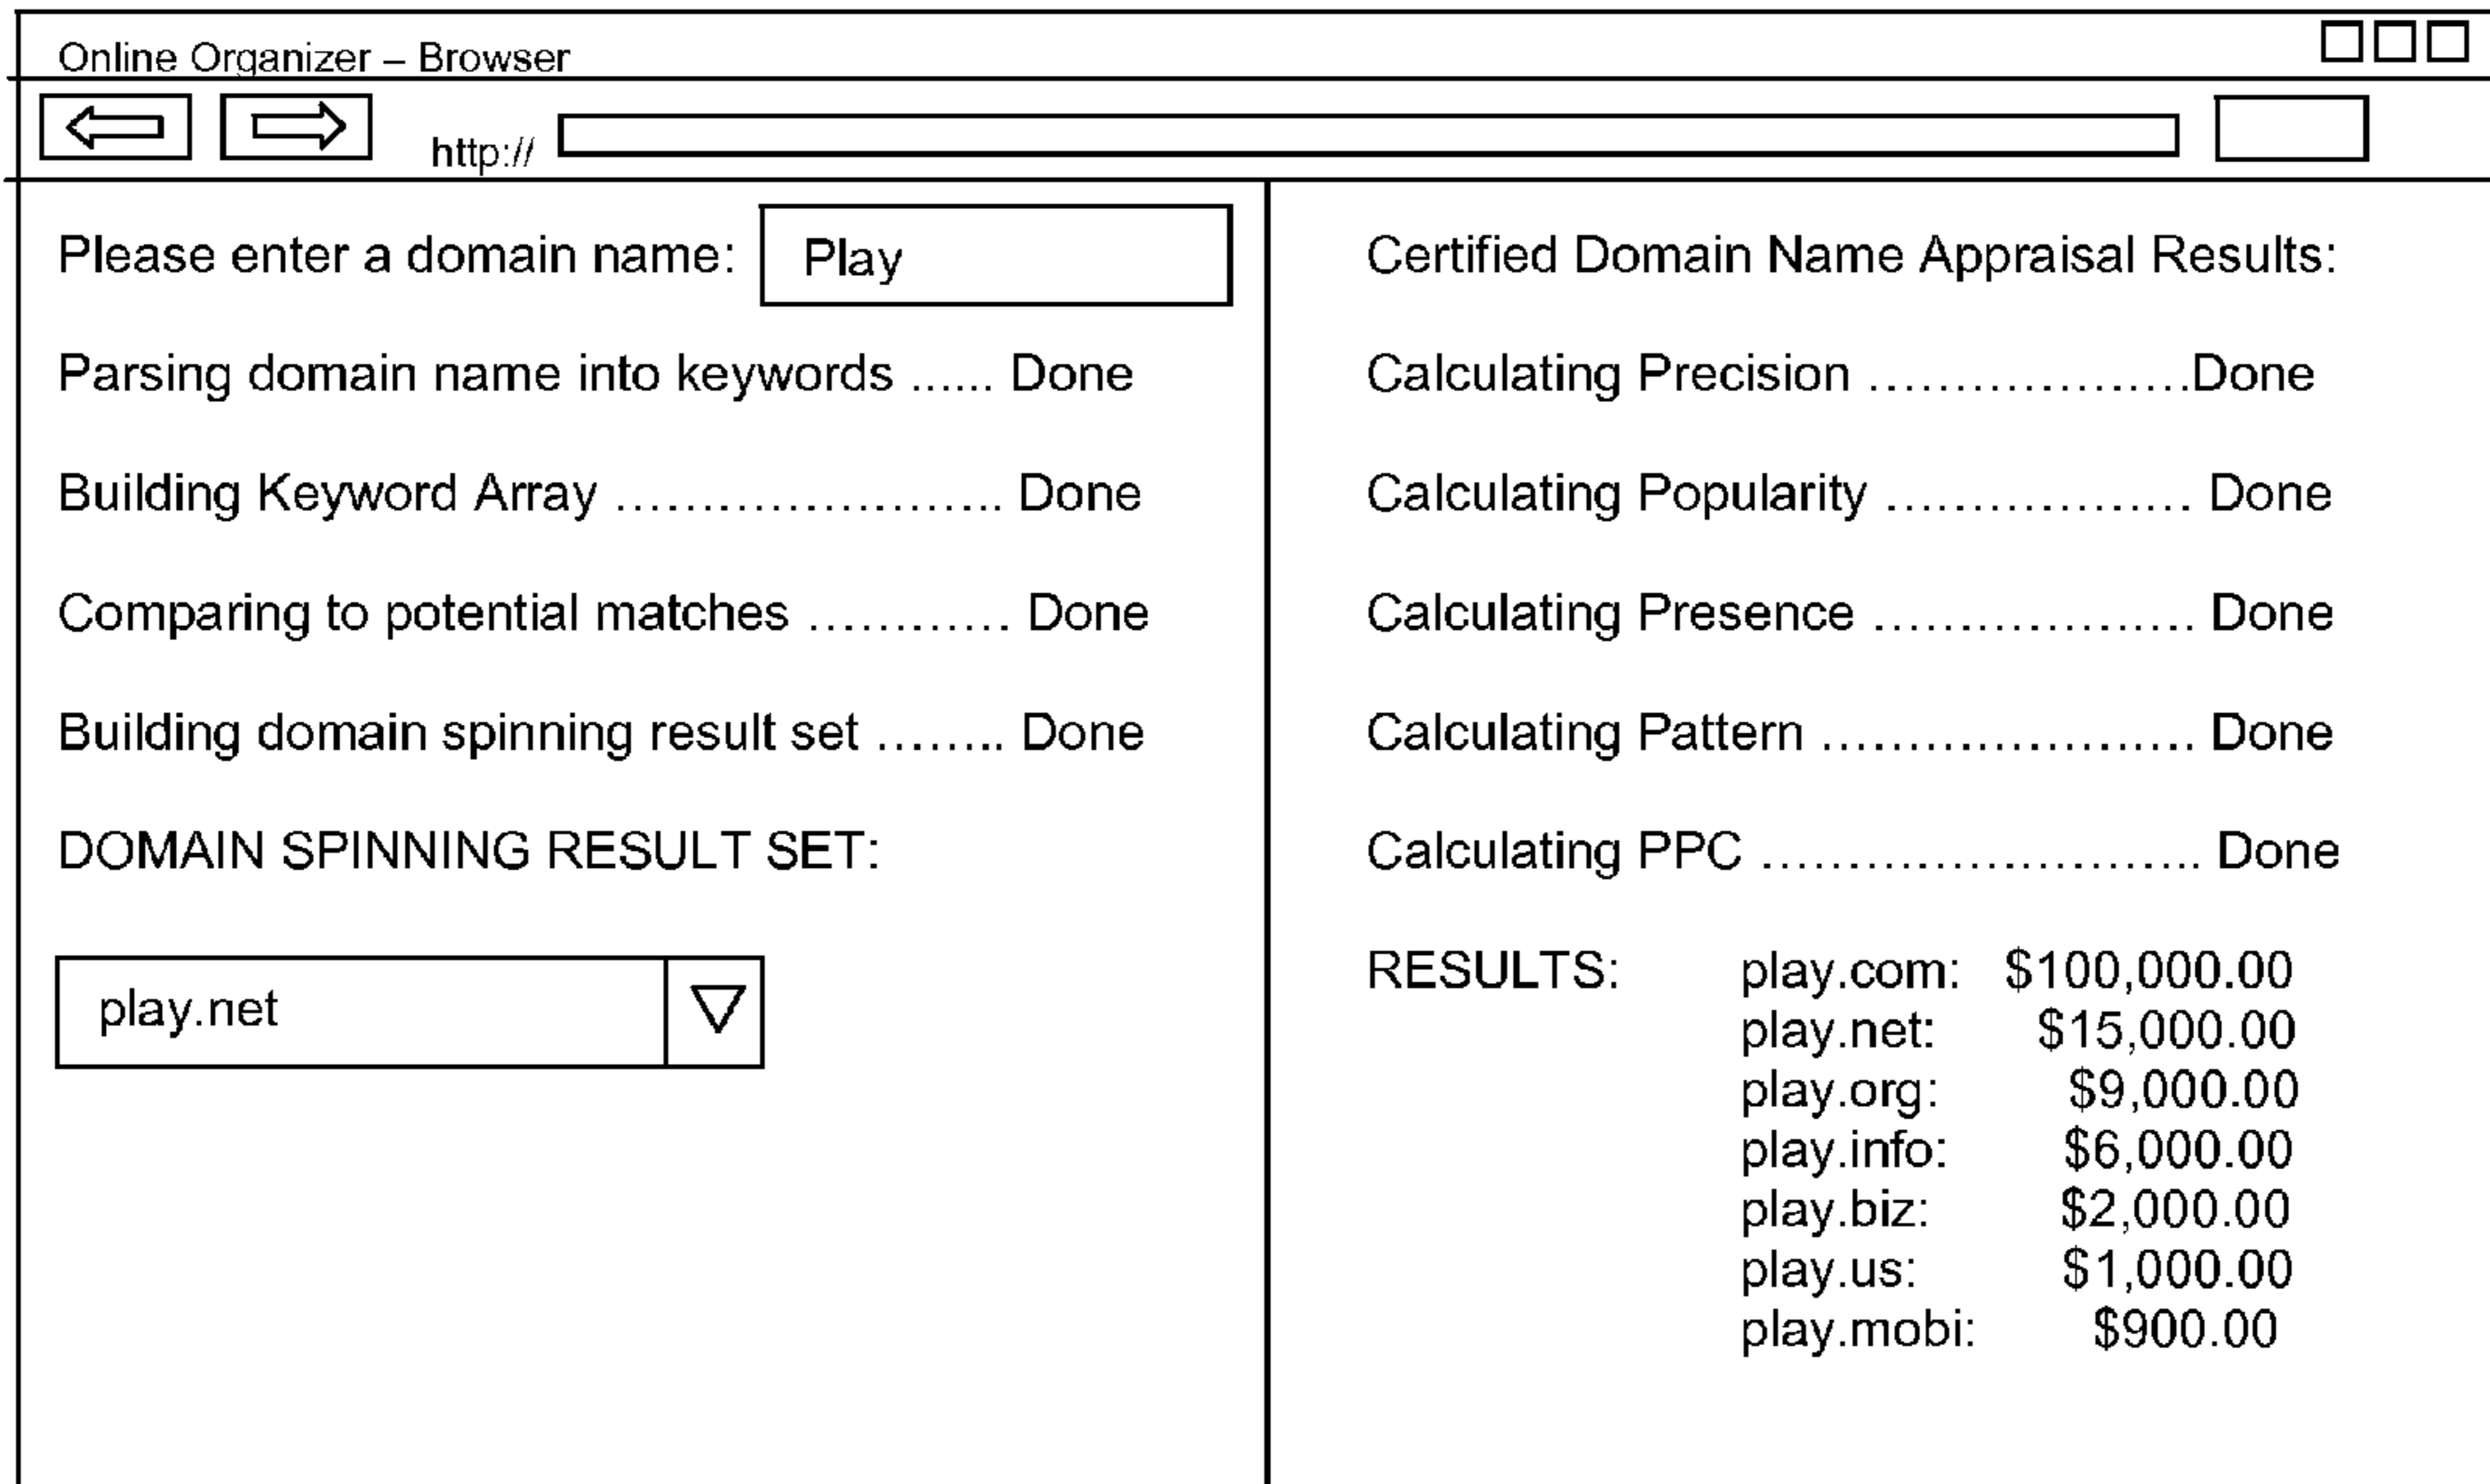 Online Organizer – Browser
http://
Please enter a domain name: Play
Parsing domain name into keywords ...... Done
Building Keyword Array ........................... Done
Comparing to potential matches .............. Done
Building domain spinning result set ......... Done
DOMAIN SPINNING RESULT SET:
play.net
Certified Domain Name Appraisal Results:
Calculating Precision ......................Done
Calculating Popularity ..................... Done
Calculating Presence ...................... Done
Calculating Pattern .......................... Done
Calculating PPC .............................. Done
RESULTS: play.com: $100,000.00
play.net: $15,000.00
play.org: $9,000.00
play.info: $6,000.00
play.biz: $2,000.00
play.us: $1,000.00
play.mobi: $900.00